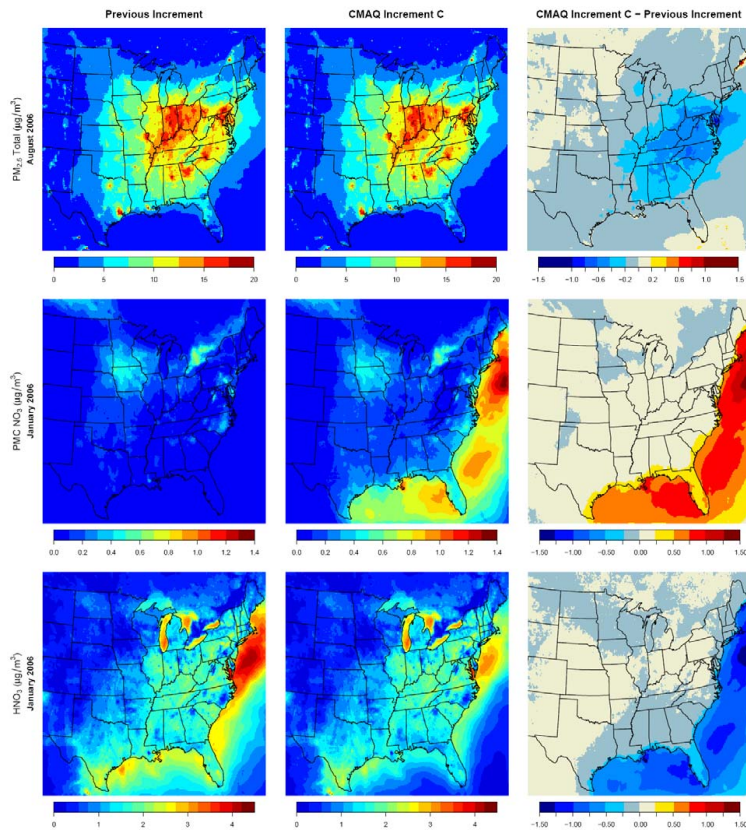 Previous Increment
CMAQ Increment C
CMAQ Increment C − Previous Increment
PM2.5 Total (µg/m³)
August 2006
0 5 10 15 20
0 5 10 15 20
−1.5 −1.0 −0.6 −0.2 0.2 0.6 1.0 1.5
PMC NO3 (µg/m³)
January 2006
0.0 0.2 0.4 0.6 0.8 1.0 1.2 1.4
0.0 0.2 0.4 0.6 0.8 1.0 1.2 1.4
−1.50 −1.00 −0.50 0.00 0.50 1.00 1.50
HNO3 (µg/m³)
January 2006
0 1 2 3 4
0 1 2 3 4
−1.50 −1.00 −0.50 0.00 0.50 1.00 1.50